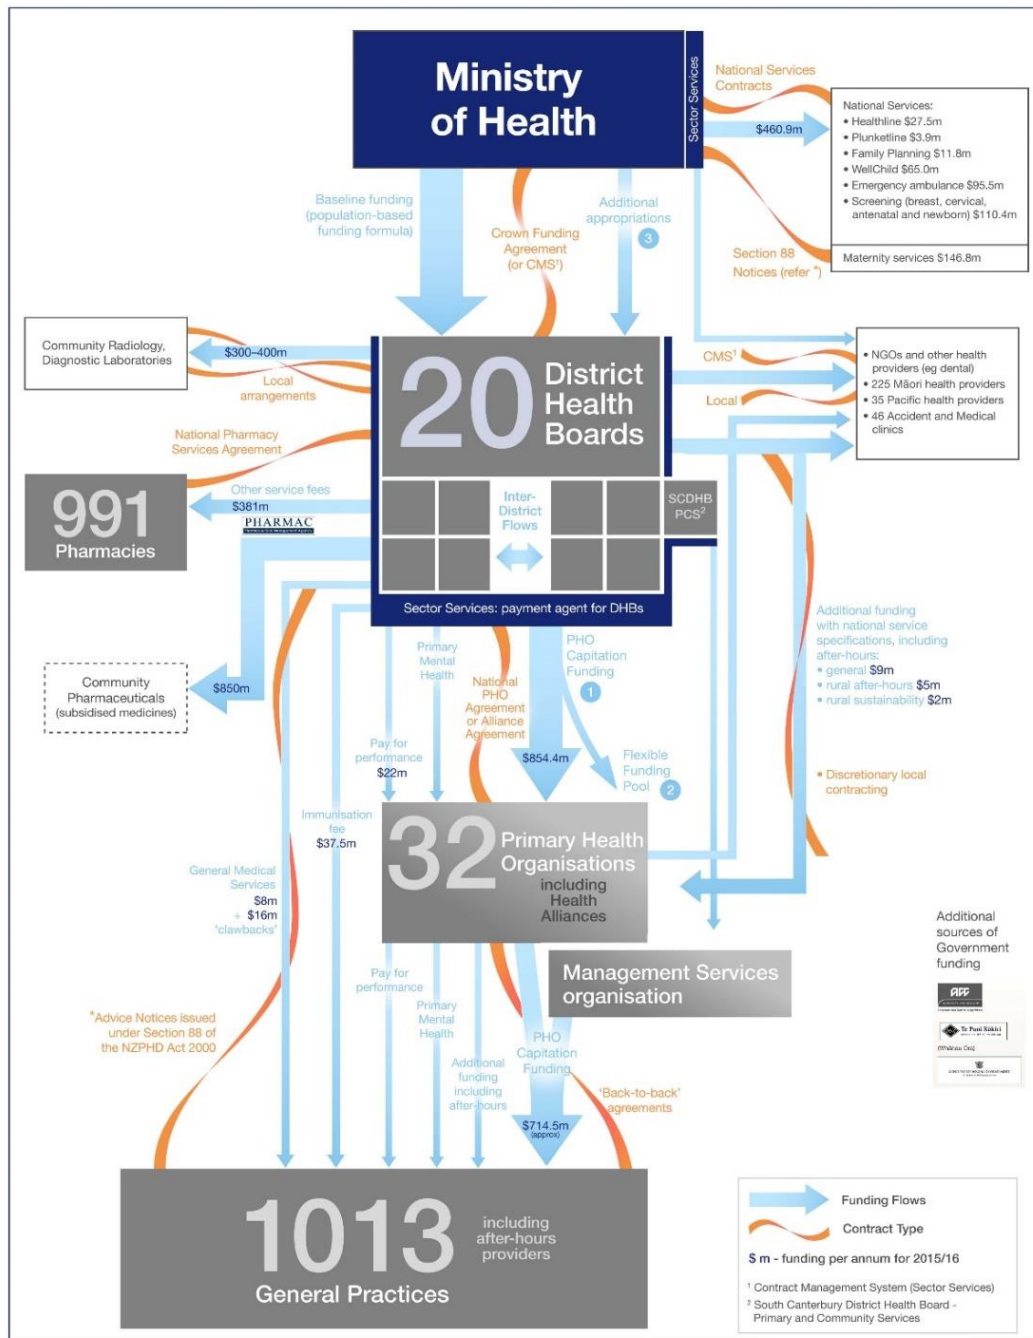 Ministry
of Health
Sector Services
National Services
Contracts
$460.9m
National Services:
• Healthline $27.5m
• Plunketline $3.9m
• Family Planning $11.8m
• WellChild $65.0m
• Emergency ambulance $95.5m
• Screening (breast, cervical,
antenatal and newborn) $110.4m
Maternity services $146.8m
Section 88
Notices (refer *)
Baseline funding
(population-based
funding formula)
Crown Funding
Agreement
(or CMS¹)
Additional
appropriations
3
Community Radiology,
Diagnostic Laboratories
$300–400m
Local
arrangements
20 District
Health
Boards
CMS¹
Local
• NGOs and other health
providers (eg dental)
• 225 Māori health providers
• 35 Pacific health providers
• 46 Accident and Medical
clinics
National Pharmacy
Services Agreement
991
Pharmacies
Other service fees
$381m
PHARMAC
Inter-
District
Flows
SCDHB
PCS²
Sector Services: payment agent for DHBs
Community
Pharmaceuticals
(subsidised medicines)
$850m
Primary
Mental
Health
National
PHO
Agreement
or Alliance
Agreement
PHO
Capitation
Funding
1
Additional funding
with national service
specifications, including
after-hours:
• general $9m
• rural after-hours $5m
• rural sustainability $2m
Pay for
performance
$22m
$854.4m
Flexible
Funding
Pool
2
• Discretionary local
contracting
Immunisation
fee
$37.5m
32 Primary Health
Organisations
including
Health
Alliances
General Medical
Services
$8m
+ $16m
'clawbacks'
Additional
sources of
Government
funding
Te Puni Kōkiri
(Whānau Ora)
Management Services
organisation
Pay for
performance
Primary
Mental
Health
Additional
funding
including
after-hours
PHO
Capitation
Funding
*Advice Notices issued
under Section 88 of
the NZPHD Act 2000
'Back-to-back'
agreements
$714.5m
(approx)
1013
including
after-hours
providers
General Practices
Funding Flows
Contract Type
$ m - funding per annum for 2015/16
¹ Contract Management System (Sector Services)
² South Canterbury District Health Board -
Primary and Community Services